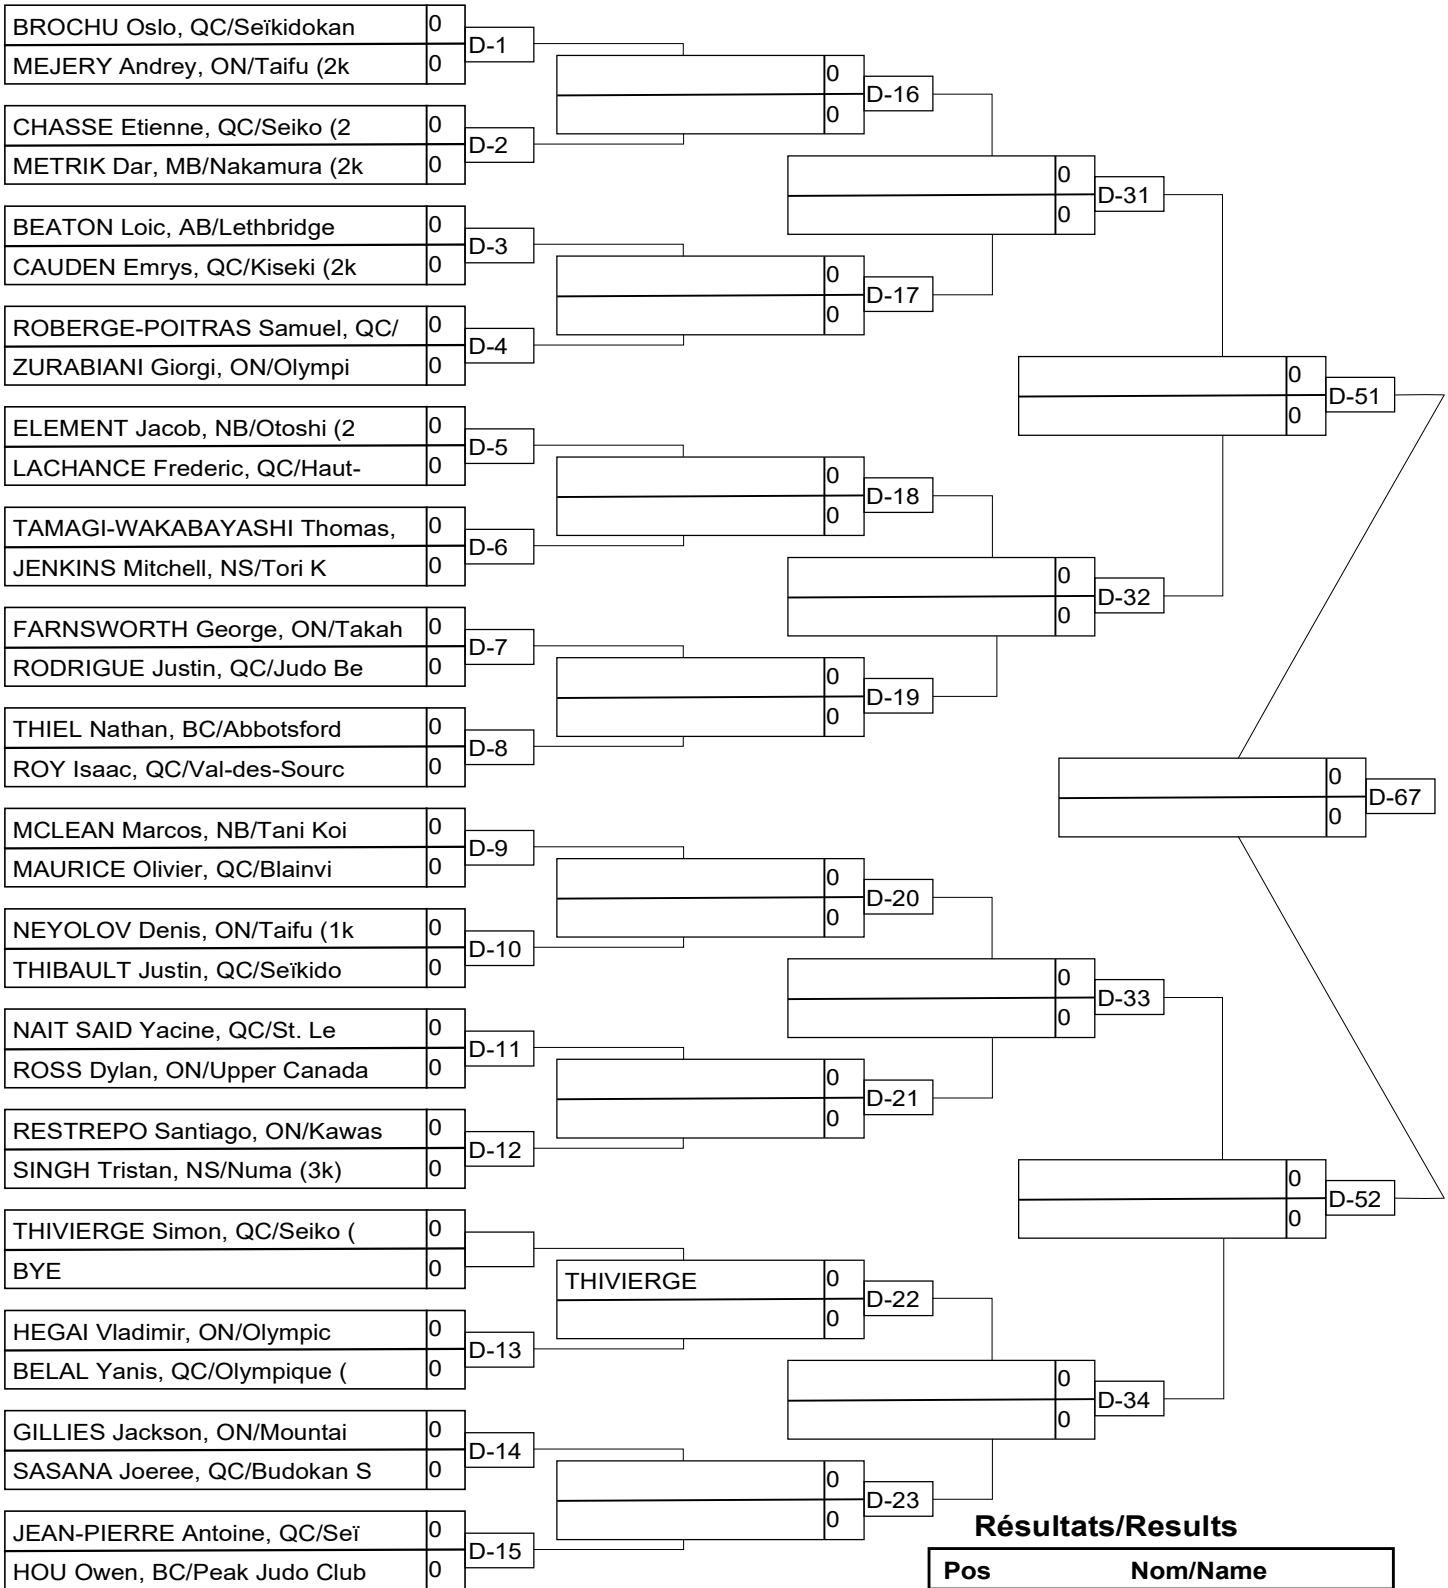 BROCHU Oslo, QC/Seïkidokan 0
D-1
MEJERY Andrey, ON/Taifu (2k 0
0
D-16
0
CHASSE Etienne, QC/Seiko (2 0
D-2
METRIK Dar, MB/Nakamura (2k 0
0
D-31
0
BEATON Loic, AB/Lethbridge 0
D-3
CAUDEN Emrys, QC/Kiseki (2k 0
0
D-17
0
ROBERGE-POITRAS Samuel, QC/ 0
D-4
ZURABIANI Giorgi, ON/Olympi 0
0
D-51
0
ELEMENT Jacob, NB/Otoshi (2 0
D-5
LACHANCE Frederic, QC/Haut- 0
0
D-18
0
TAMAGI-WAKABAYASHI Thomas, 0
D-6
JENKINS Mitchell, NS/Tori K 0
0
D-32
0
FARNSWORTH George, ON/Takah 0
D-7
RODRIGUE Justin, QC/Judo Be 0
0
D-19
0
THIEL Nathan, BC/Abbotsford 0
D-8
ROY Isaac, QC/Val-des-Sourc 0
0
D-67
0
MCLEAN Marcos, NB/Tani Koi 0
D-9
MAURICE Olivier, QC/Blainvi 0
0
D-20
0
NEYOLOV Denis, ON/Taifu (1k 0
D-10
THIBAULT Justin, QC/Seïkido 0
0
D-33
0
NAIT SAID Yacine, QC/St. Le 0
D-11
ROSS Dylan, ON/Upper Canada 0
0
D-21
0
RESTREPO Santiago, ON/Kawas 0
D-12
SINGH Tristan, NS/Numa (3k) 0
0
D-52
0
THIVIERGE Simon, QC/Seiko ( 0
BYE 0
THIVIERGE 0
D-22
0
HEGAI Vladimir, ON/Olympic 0
D-13
BELAL Yanis, QC/Olympique ( 0
0
D-34
0
GILLIES Jackson, ON/Mountai 0
D-14
SASANA Joeree, QC/Budokan S 0
0
D-23
0
JEAN-PIERRE Antoine, QC/Seï 0
D-15
HOU Owen, BC/Peak Judo Club 0
Résultats/Results
Pos Nom/Name